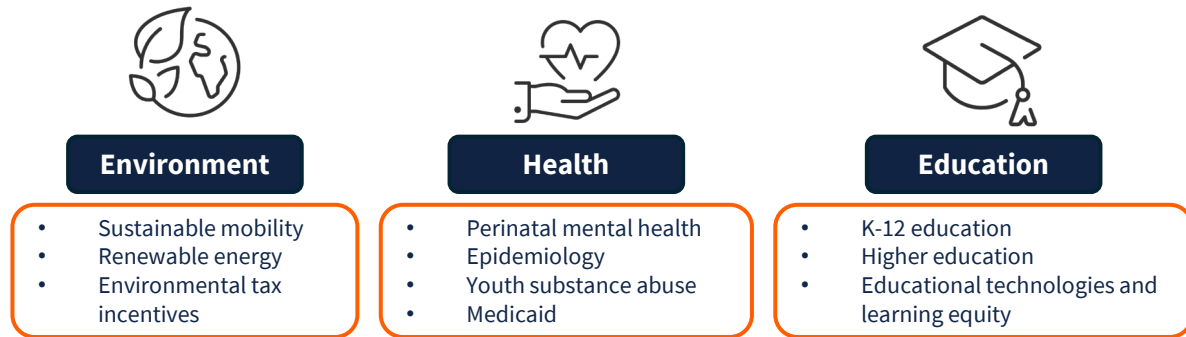 Environment
• Sustainable mobility
• Renewable energy
• Environmental tax
incentives
Health
• Perinatal mental health
• Epidemiology
• Youth substance abuse
• Medicaid
Education
• K-12 education
• Higher education
• Educational technologies and
learning equity